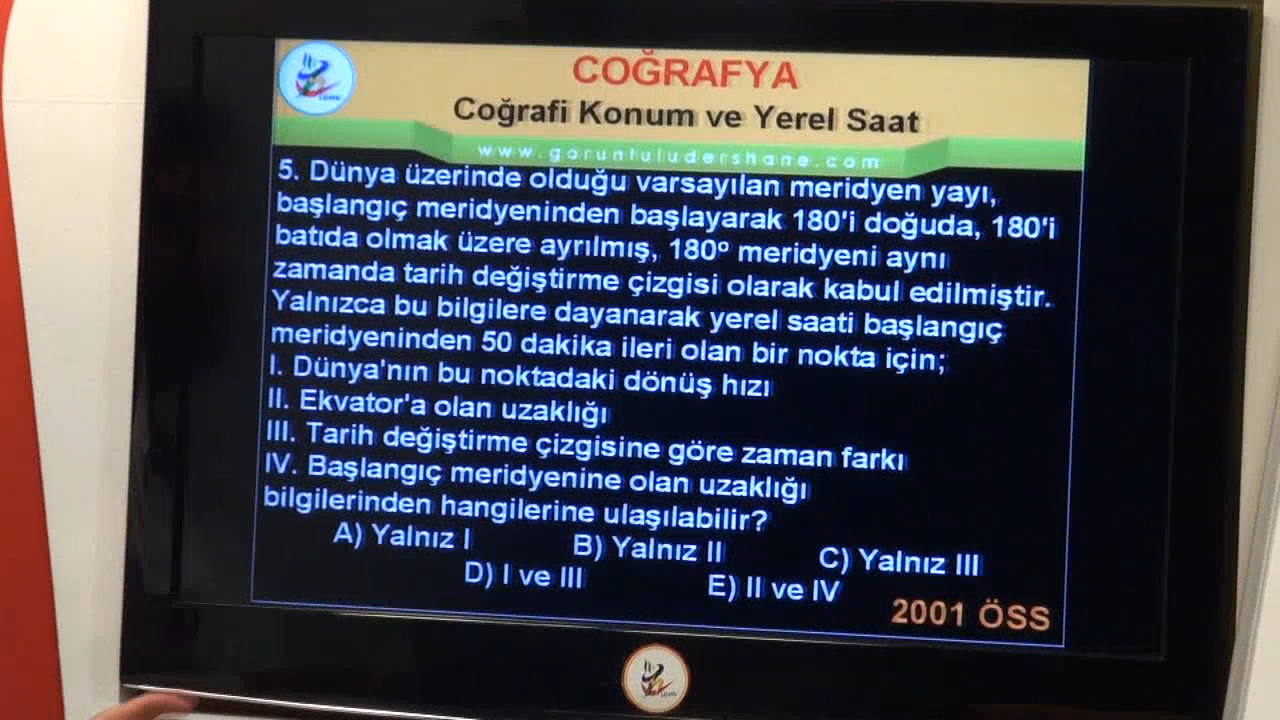 COĞRAFYA
Coğrafi Konum ve Yerel Saat
www.goruntuludershane.com
5. Dünya üzerinde olduğu varsayılan meridyen yayı,
başlangıç meridyeninden başlayarak 180'i doğuda, 180'i
batıda olmak üzere ayrılmış, 180º meridyeni aynı
zamanda tarih değiştirme çizgisi olarak kabul edilmiştir.
Yalnızca bu bilgilere dayanarak yerel saati başlangıç
meridyeninden 50 dakika ileri olan bir nokta için;
I. Dünya'nın bu noktadaki dönüş hızı
II. Ekvator'a olan uzaklığı
III. Tarih değiştirme çizgisine göre zaman farkı
IV. Başlangıç meridyenine olan uzaklığı
bilgilerinden hangilerine ulaşılabilir?
A) Yalnız I B) Yalnız II C) Yalnız III
D) I ve III E) II ve IV
2001 ÖSS